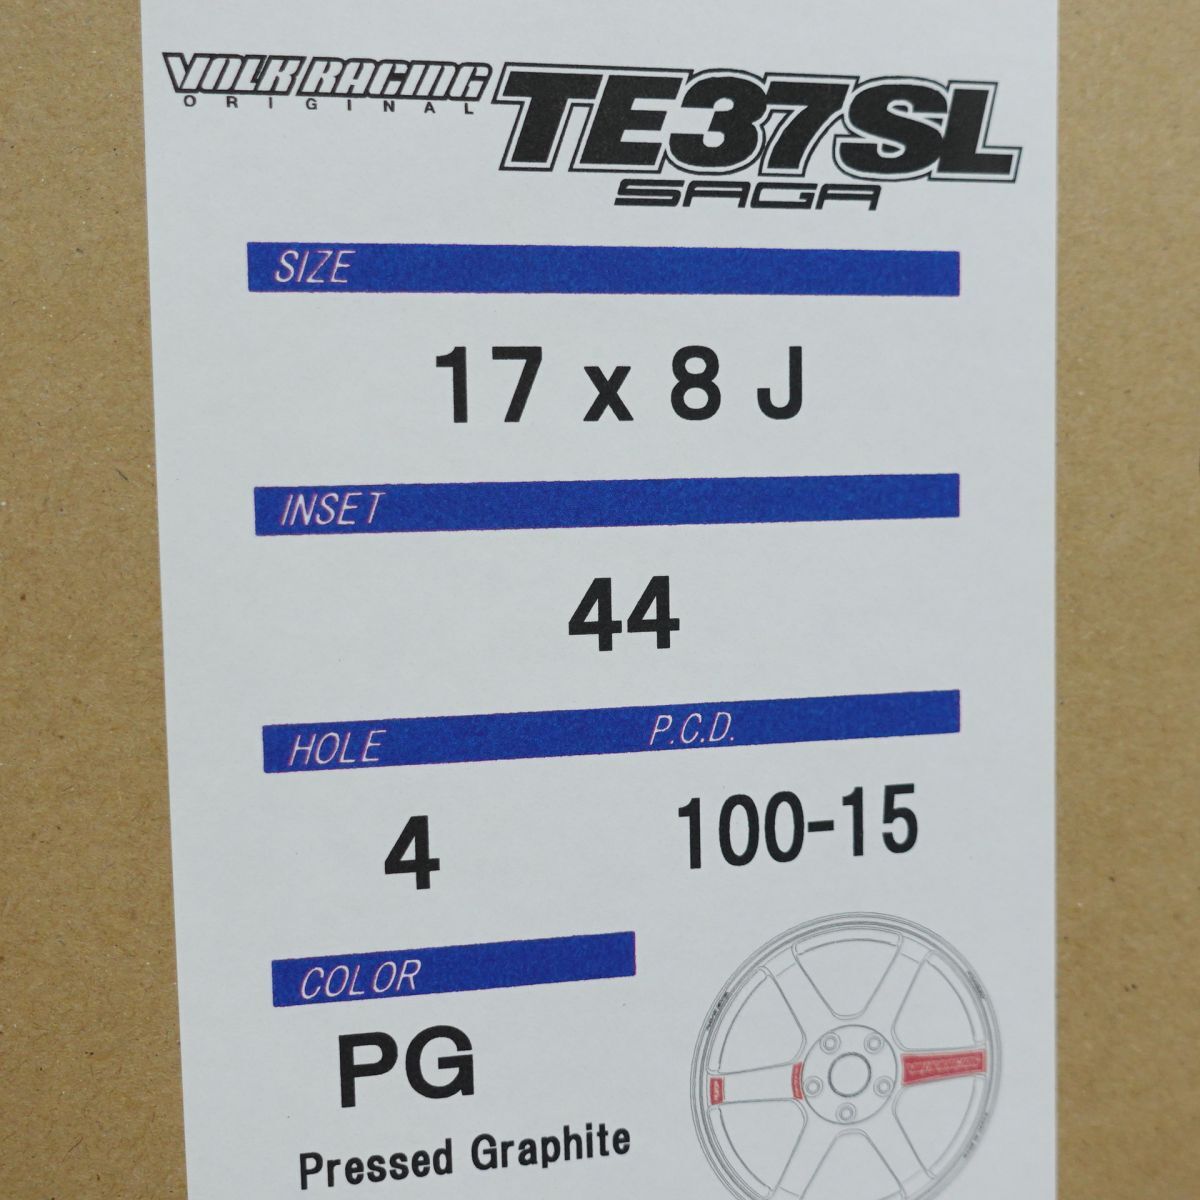 VOLK RACING
ORIGINAL
TE37SL
SAGA
SIZE
17 x 8 J
INSET
44
HOLE P.C.D.
4 100-15
COLOR
PG
Pressed Graphite